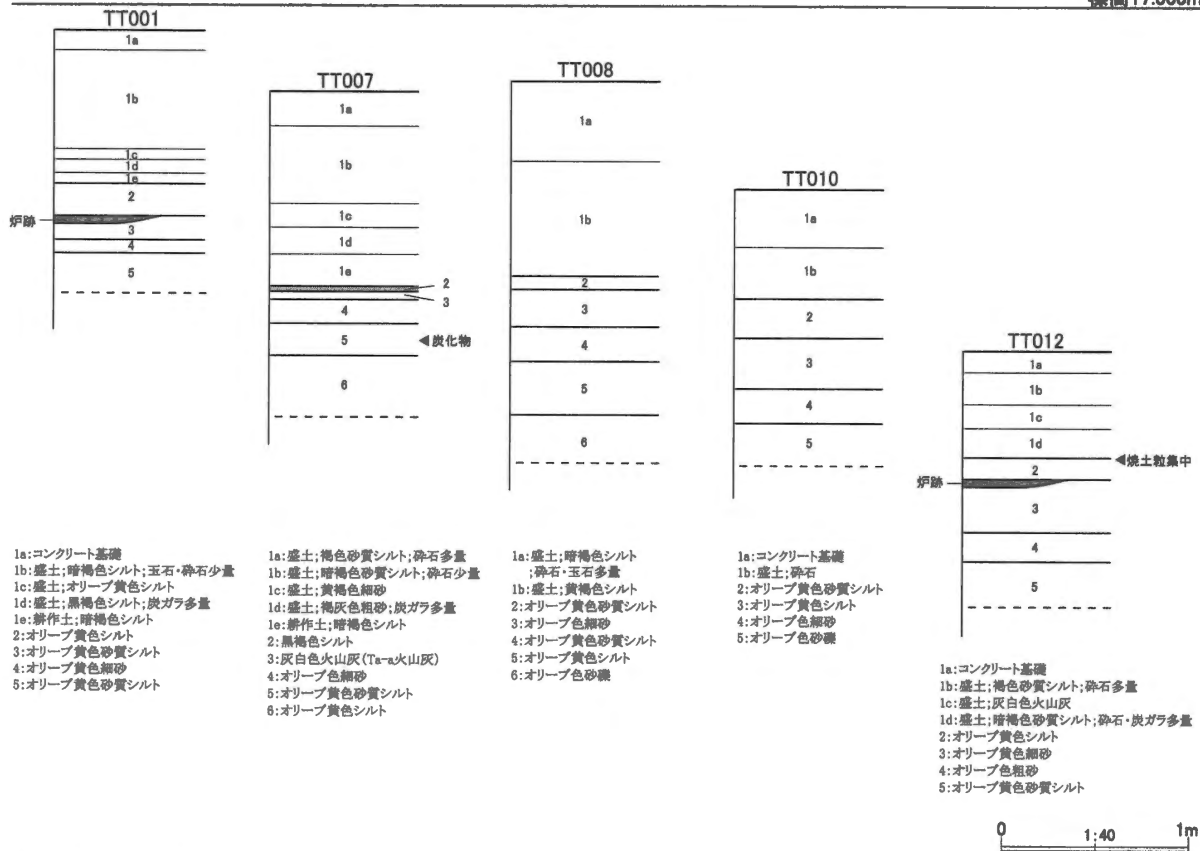 TT001
1a
1b
1c
1d
1e
2
炉跡
3
4
5
TT007
1a
1b
1c
1d
1e
2
3
4
5
◀炭化物
6
TT008
1a
1b
2
3
4
5
6
TT010
1a
1b
2
3
4
5
TT012
1a
1b
1c
1d
◀焼土粒集中
2
炉跡
3
4
5
1a:コンクリート基礎
1b:盛土;暗褐色シルト;玉石・砕石少量
1c:盛土;オリーブ黄色シルト
1d:盛土;黒褐色シルト;炭ガラ多量
1e:耕作土;暗褐色シルト
2:オリーブ黄色シルト
3:オリーブ黄色砂質シルト
4:オリーブ黄色細砂
5:オリーブ黄色砂質シルト
1a:盛土;褐色砂質シルト;砕石多量
1b:盛土;暗褐色砂質シルト;砕石少量
1c:盛土;黄褐色細砂
1d:盛土;褐灰色粗砂;炭ガラ多量
1e:耕作土;暗褐色シルト
2:黒褐色シルト
3:灰白色火山灰(Ta-a火山灰)
4:オリーブ色細砂
5:オリーブ黄色砂質シルト
6:オリーブ黄色シルト
1a:盛土;暗褐色シルト
;砕石・玉石多量
1b:盛土;黄褐色シルト
2:オリーブ黄色砂質シルト
3:オリーブ色細砂
4:オリーブ黄色砂質シルト
5:オリーブ黄色シルト
6:オリーブ色砂礫
1a:コンクリート基礎
1b:盛土;砕石
2:オリーブ黄色砂質シルト
3:オリーブ黄色シルト
4:オリーブ色細砂
5:オリーブ色砂礫
1a:コンクリート基礎
1b:盛土;褐色砂質シルト;砕石多量
1c:盛土;灰白色火山灰
1d:盛土;暗褐色砂質シルト;砕石・炭ガラ多量
2:オリーブ黄色シルト
3:オリーブ黄色細砂
4:オリーブ色粗砂
5:オリーブ黄色砂質シルト
0 1:40 1m